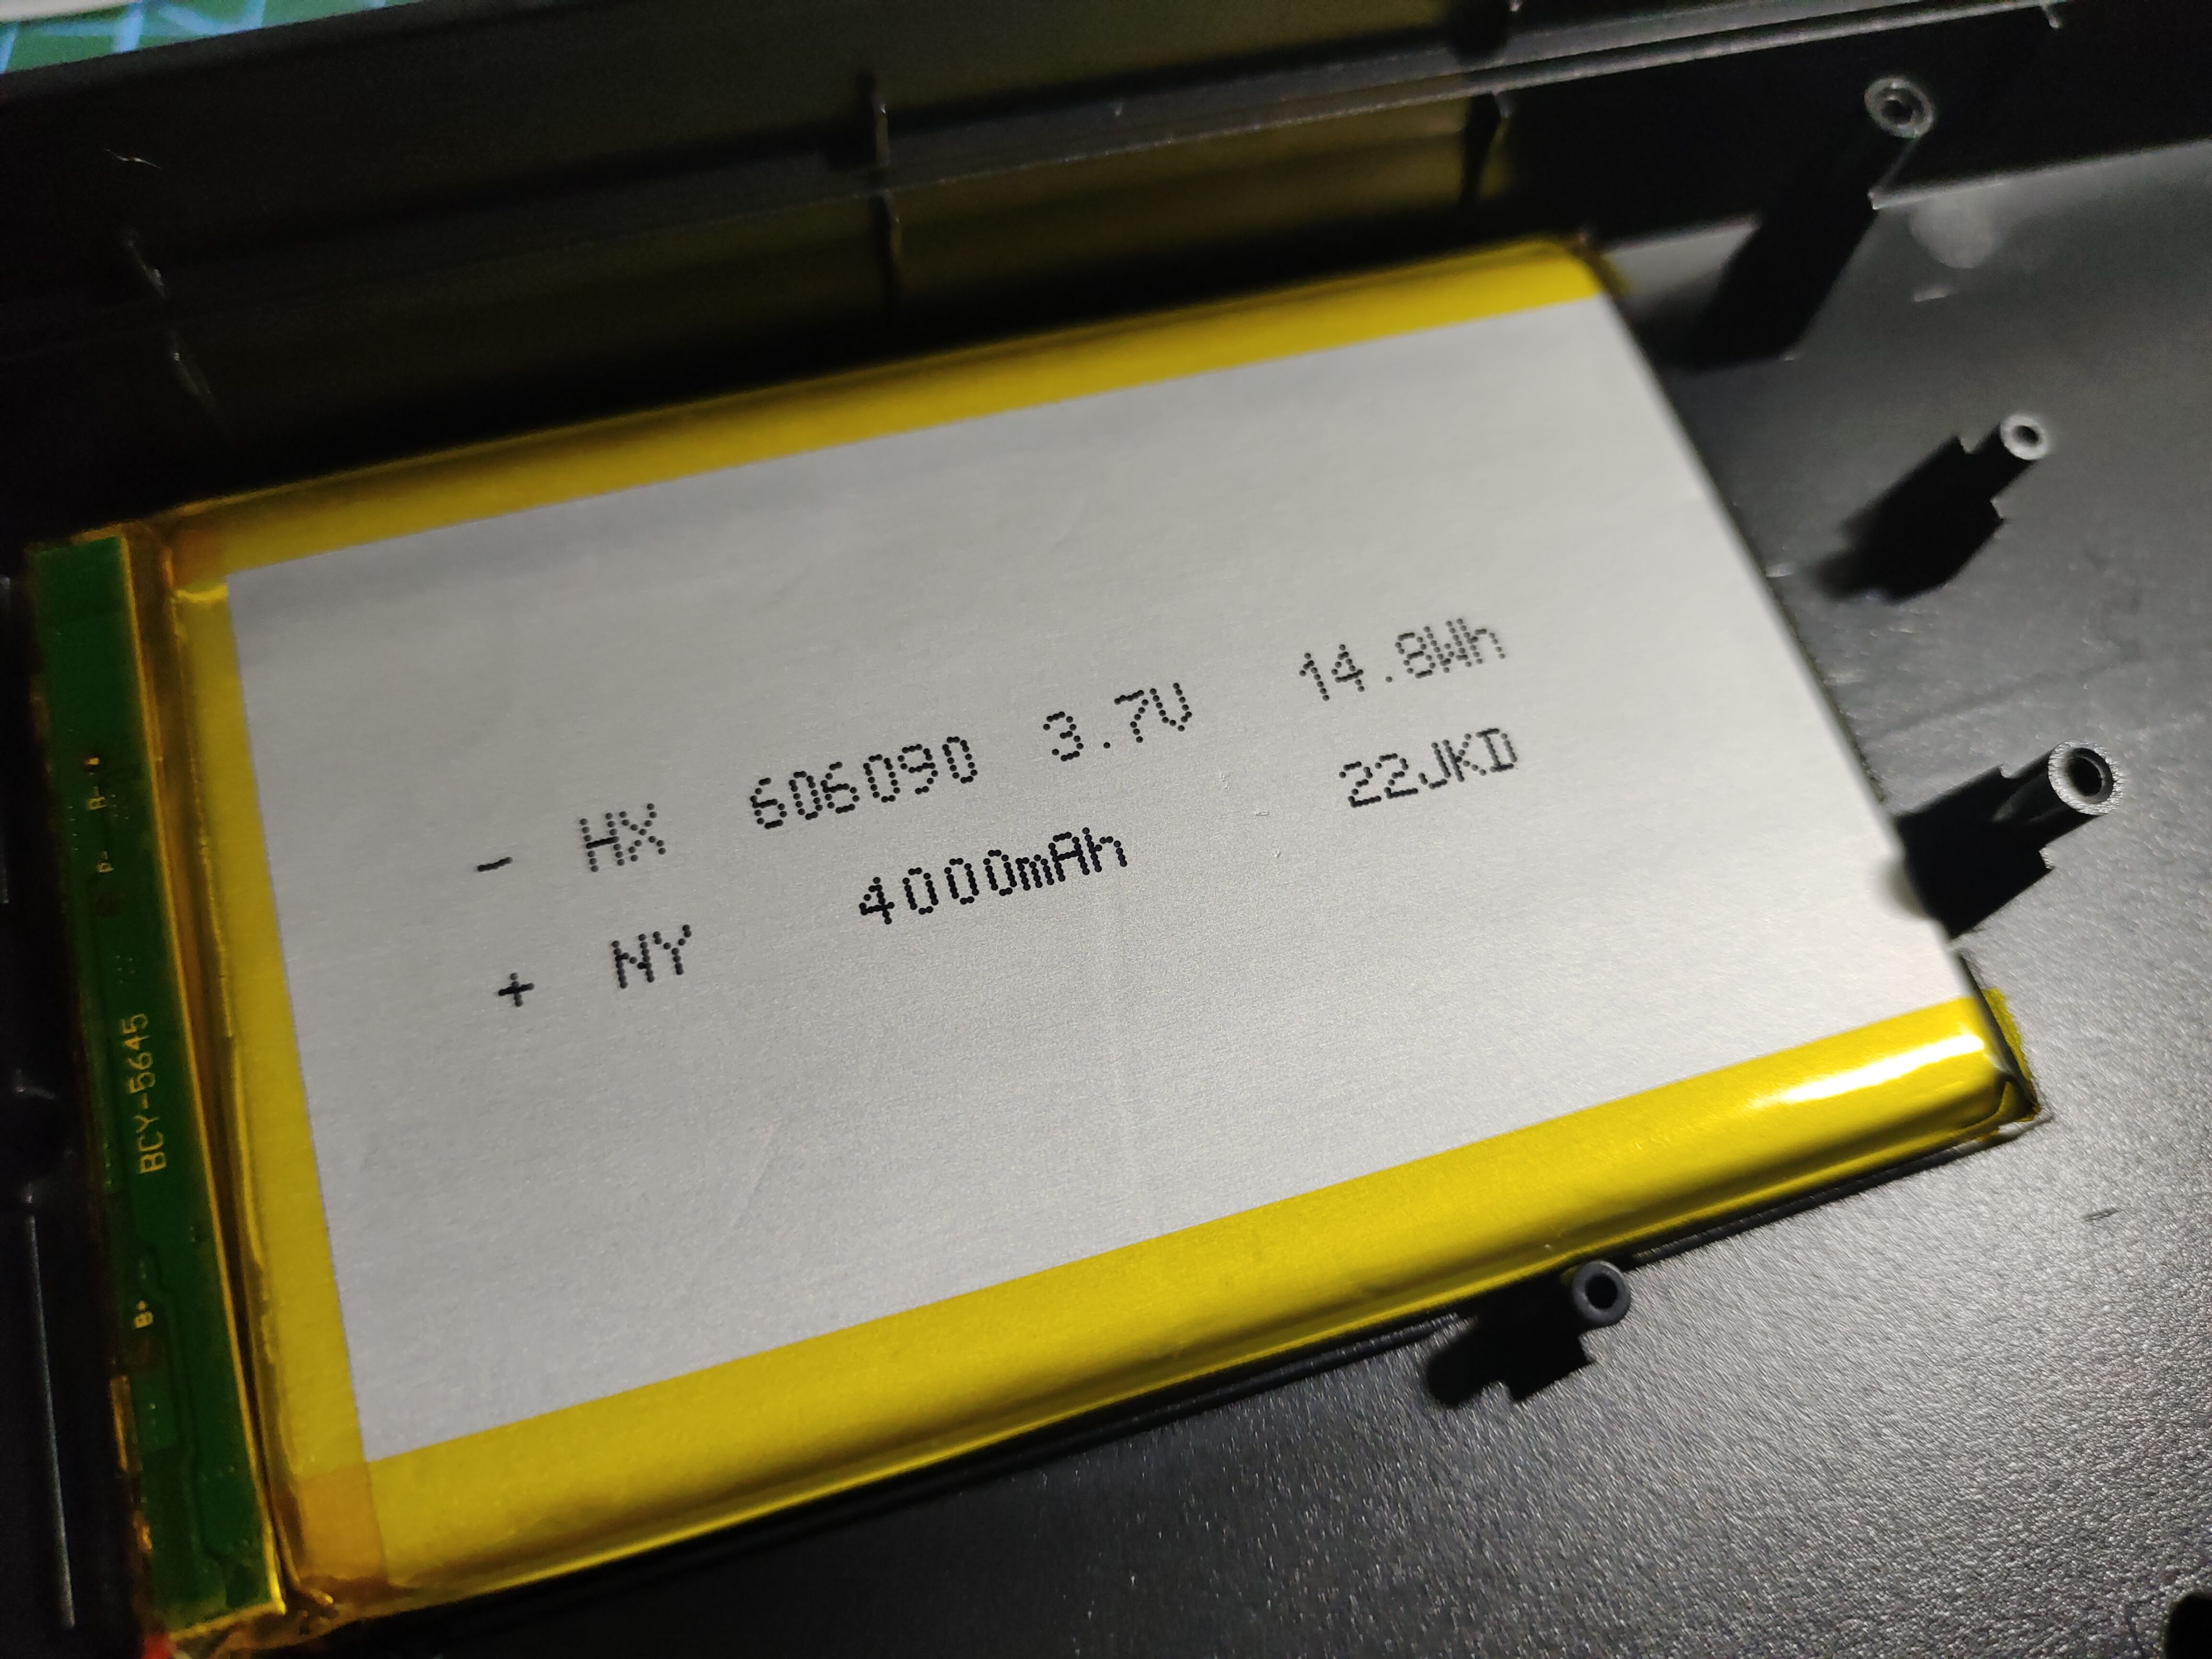 - HX 606090 3.7V 14.8Wh
+ NY 4000mAh 22JKD
BCY-5645
B+